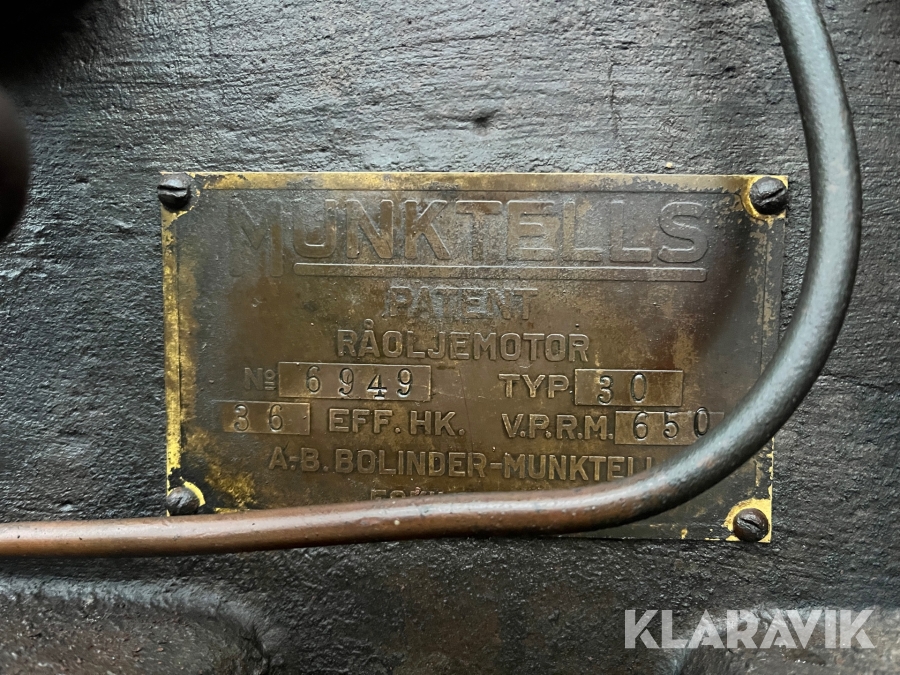 MUNKTELLS
PATENT
RÅOLJEMOTOR
No 6949 TYP. 30
36 EFF. HK. V.P.R.M. 650
A.-B. BOLINDER-MUNKTELL
KLARAVIK